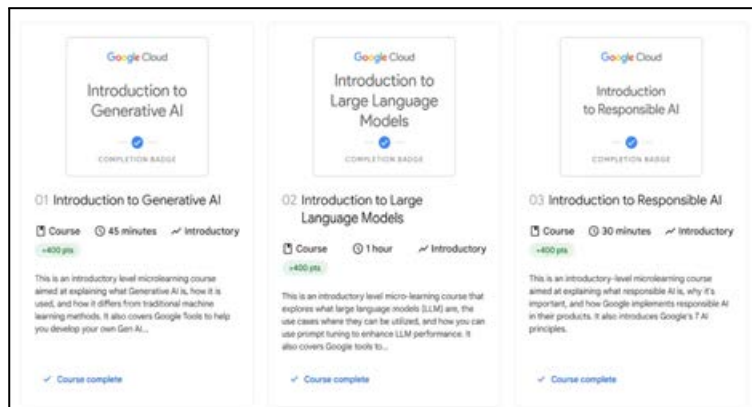 Google Cloud
Introduction to
Generative AI
COMPLETION BADGE
01 Introduction to Generative AI
Course 45 minutes Introductory
+400 pts
This is an introductory level microlearning course
aimed at explaining what Generative AI is, how it is
used, and how it differs from traditional machine
learning methods. It also covers Google Tools to help
you develop your own Gen AI...
Course complete
Google Cloud
Introduction to
Large Language
Models
COMPLETION BADGE
02 Introduction to Large
Language Models
Course 1 hour Introductory
+400 pts
This is an introductory level micro-learning course that
explores what large language models (LLM) are, the
use cases where they can be utilized, and how you can
use prompt tuning to enhance LLM performance. It
also covers Google tools to...
Course complete
Google Cloud
Introduction
to Responsible AI
COMPLETION BADGE
03 Introduction to Responsible AI
Course 30 minutes Introductory
+400 pts
This is an introductory-level microlearning course
aimed at explaining what responsible AI is, why it's
important, and how Google implements responsible AI
in their products. It also introduces Google's 7 AI
principles.
Course complete